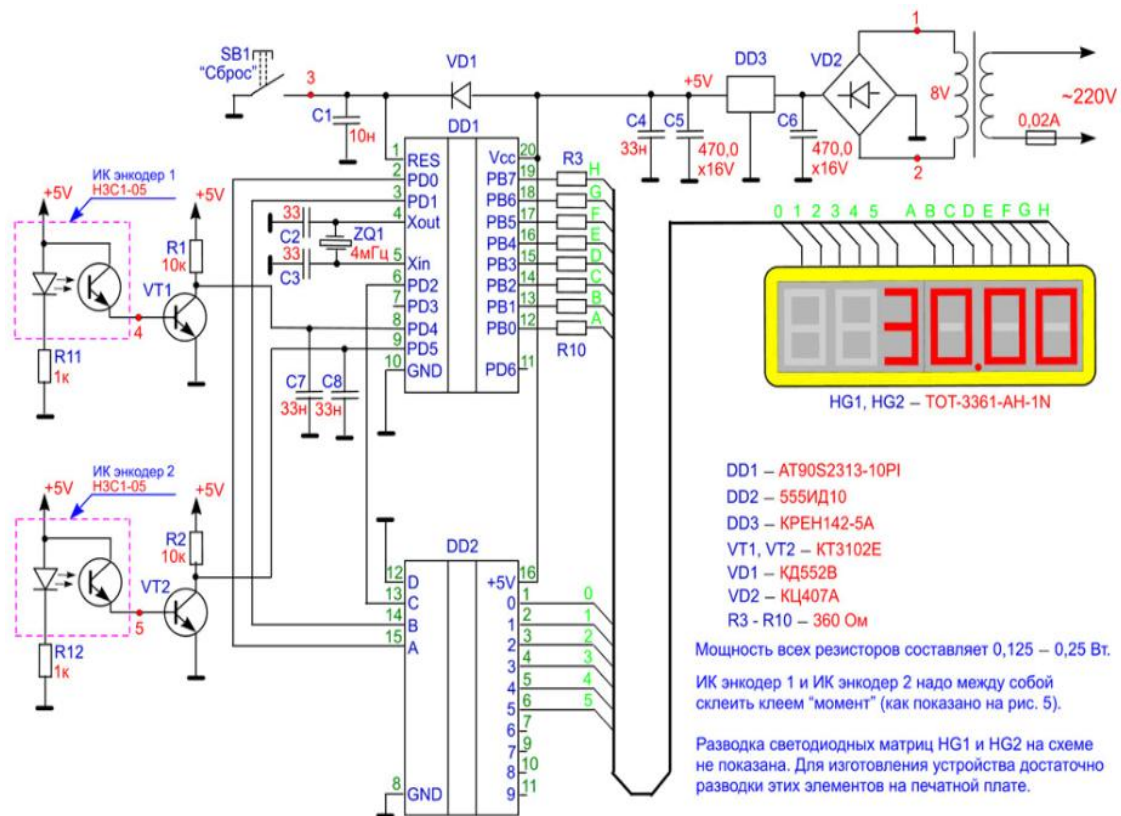 SB1
“Сброс”
3
VD1
C1
10н
+5V
DD3
VD2
1
8V
2
~220V
0,02A
C4
33н
C5
470,0
x16V
C6
470,0
x16V
DD1
1 RES
2 PD0
3 PD1
4 Xout
5 Xin
6 PD2
7 PD3
8 PD4
9 PD5
10 GND
Vcc 20
PB7 19
PB6 18
PB5 17
PB4 16
PB3 15
PB2 14
PB1 13
PB0 12
PD6 11
R3
R10
H
G
F
E
D
C
B
A
33
C2
33
C3
ZQ1
4мГц
C7
33н
C8
33н
ИК энкодер 1
Н3С1-05
+5V
+5V
R1
10к
VT1
4
R11
1к
ИК энкодер 2
Н3С1-05
+5V
+5V
R2
10к
VT2
5
R12
1к
DD2
12 D
13 C
14 B
15 A
8 GND
+5V 16
0 1
1 2
2 3
3 4
4 5
5 6
6 7
7 9
8 10
9 11
0
1
2
3
4
5
0 1 2 3 4 5 A B C D E F G H
30.00
HG1, HG2 – TOT-3361-AH-1N
DD1 – AT90S2313-10PI
DD2 – 555ИД10
DD3 – КРЕН142-5А
VT1, VT2 – КТ3102Е
VD1 – КД552В
VD2 – КЦ407А
R3 - R10 – 360 Ом
Мощность всех резисторов составляет 0,125 – 0,25 Вт.
ИК энкодер 1 и ИК энкодер 2 надо между собой
склеить клеем “момент” (как показано на рис. 5).
Разводка светодиодных матриц HG1 и HG2 на схеме
не показана. Для изготовления устройства достаточно
разводки этих элементов на печатной плате.